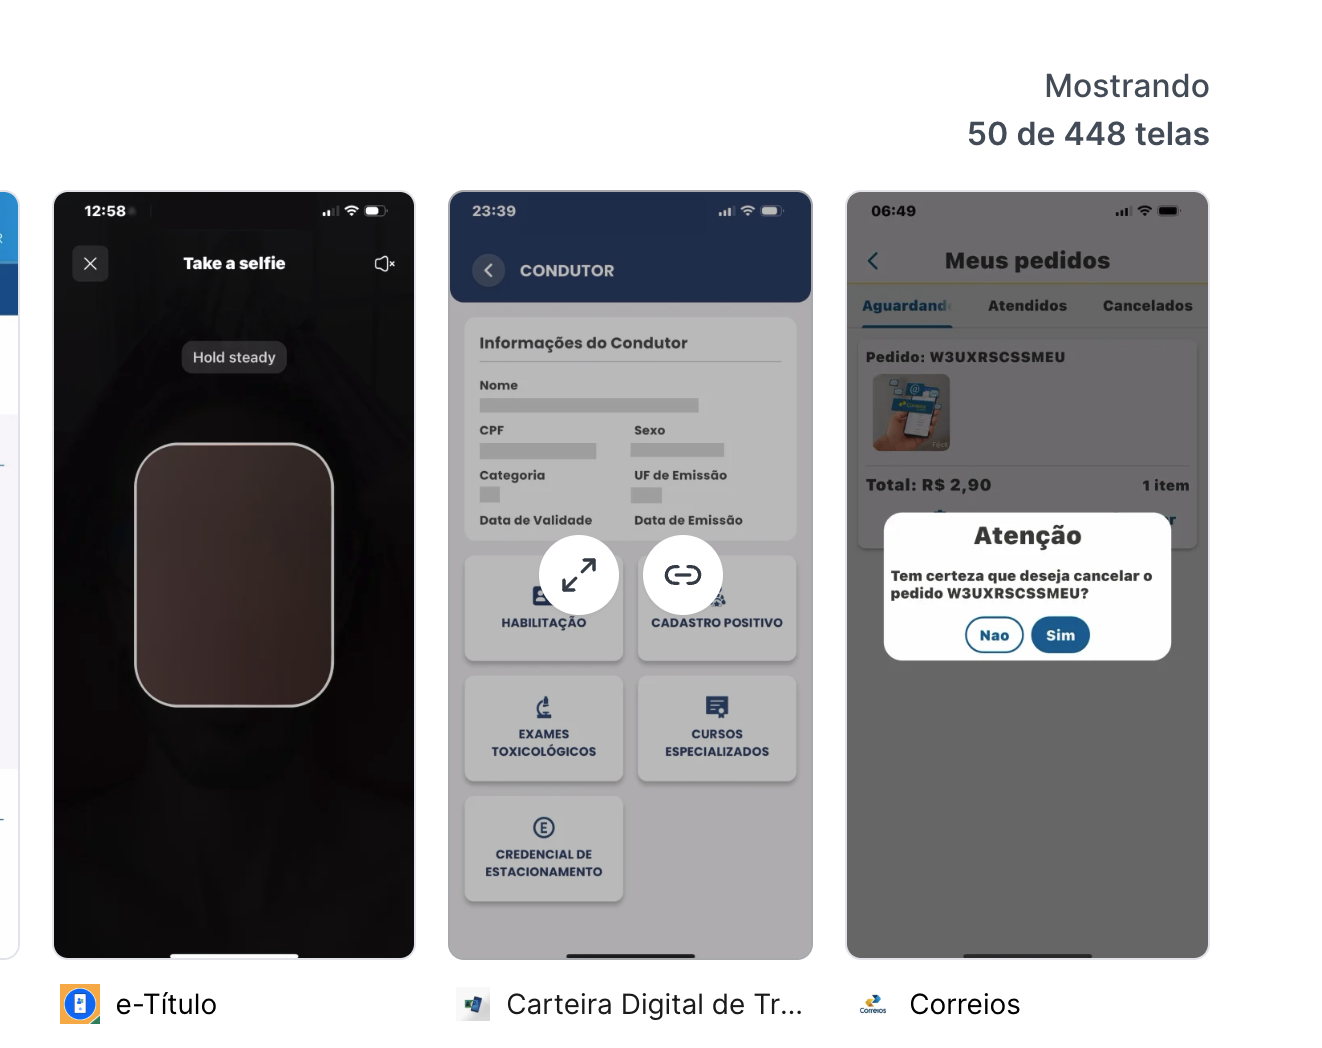 Mostrando
50 de 448 telas
12:58
Take a selfie
Hold steady
e-Título
23:39
CONDUTOR
Informações do Condutor
Nome
CPF
Sexo
Categoria
UF de Emissão
Data de Validade
Data de Emissão
HABILITAÇÃO
CADASTRO POSITIVO
EXAMES
TOXICOLÓGICOS
CURSOS
ESPECIALIZADOS
E
CREDENCIAL DE
ESTACIONAMENTO
Carteira Digital de Tr...
06:49
Meus pedidos
Aguardand
Atendidos
Cancelados
Pedido: W3UXRSCSSMEU
Total: R$ 2,90
1 item
Atenção
Tem certeza que deseja cancelar o
pedido W3UXRSCSSMEU?
Nao
Sim
Correios
Correios